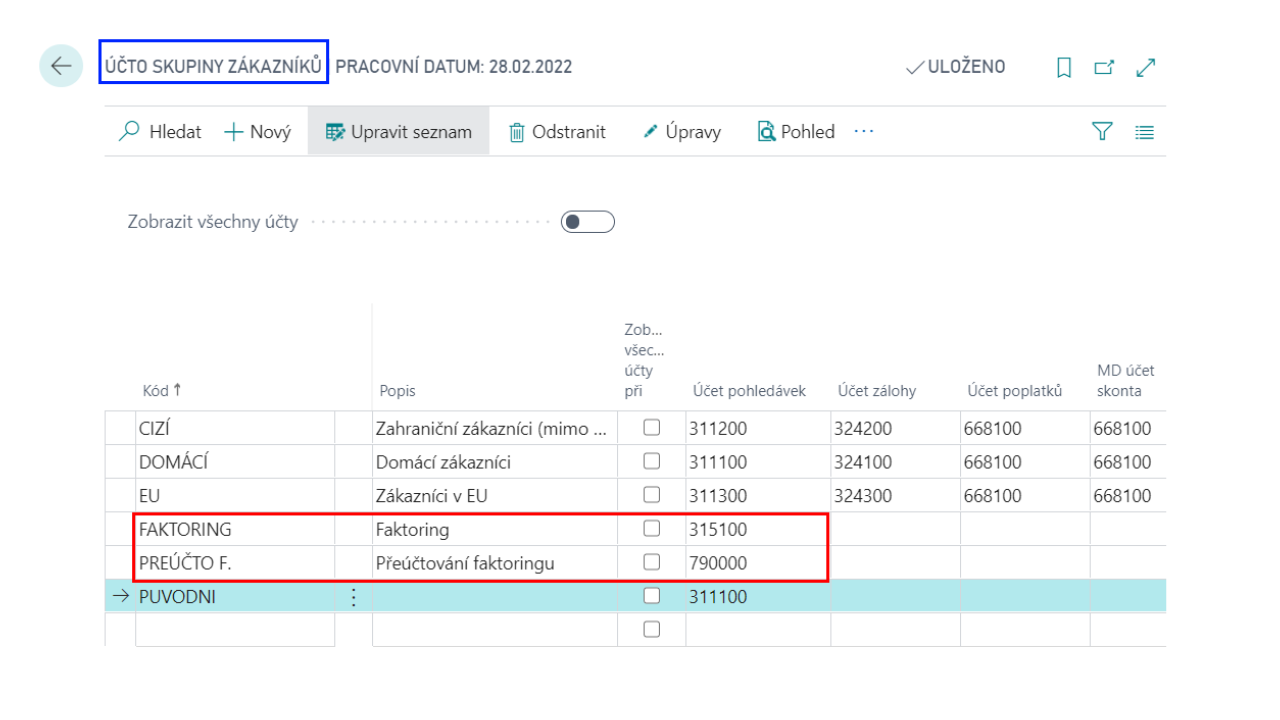 ÚČTO SKUPINY ZÁKAZNÍKŮ PRACOVNÍ DATUM: 28.02.2022 ULOŽENO
Hledat Nový Upravit seznam Odstranit Úpravy Pohled ...
Zobrazit všechny účty
Kód ↑ Popis Zob... všec... účty při Účet pohledávek Účet zálohy Účet poplatků MD účet skonta
CIZÍ Zahraniční zákazníci (mimo ... 311200 324200 668100 668100
DOMÁCÍ Domácí zákazníci 311100 324100 668100 668100
EU Zákazníci v EU 311300 324300 668100 668100
FAKTORING Faktoring 315100
PREÚČTO F. Přeúčtování faktoringu 790000
PUVODNI 311100